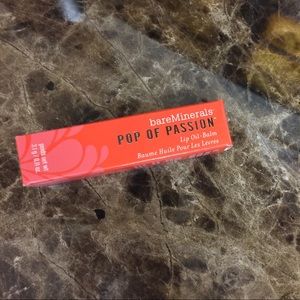 bareMinerals
POP OF PASSION
Lip Oil-Balm
Baume Huile Pour Les Lèvres